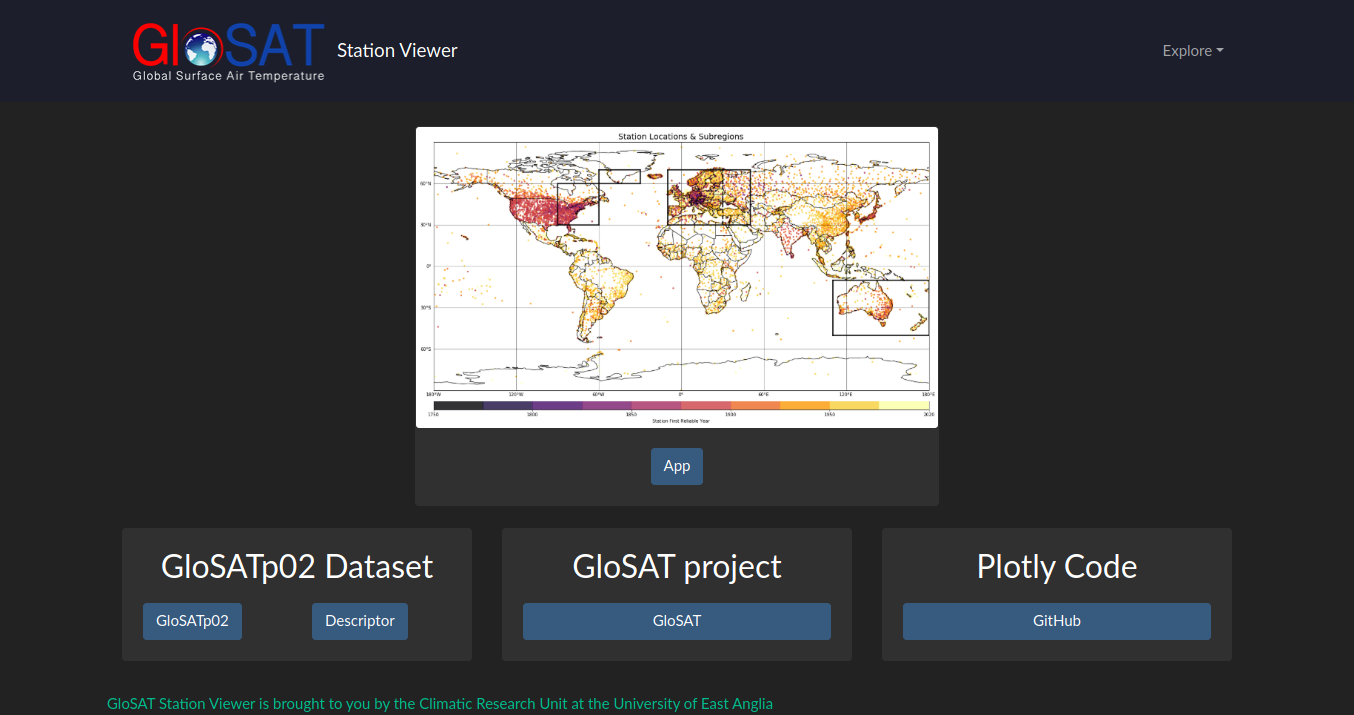 GloSAT
Global Surface Air Temperature
Station Viewer
Explore
Station Locations & Subregions
60°N
30°N
0°
30°S
60°S
180°W 120°W 60°W 0° 60°E 120°E 180°E
1750 1800 1850 1900 1950 2020
Station First Reliable Year
App
GloSATp02 Dataset
GloSATp02 Descriptor
GloSAT project
GloSAT
Plotly Code
GitHub
GloSAT Station Viewer is brought to you by the Climatic Research Unit at the University of East Anglia